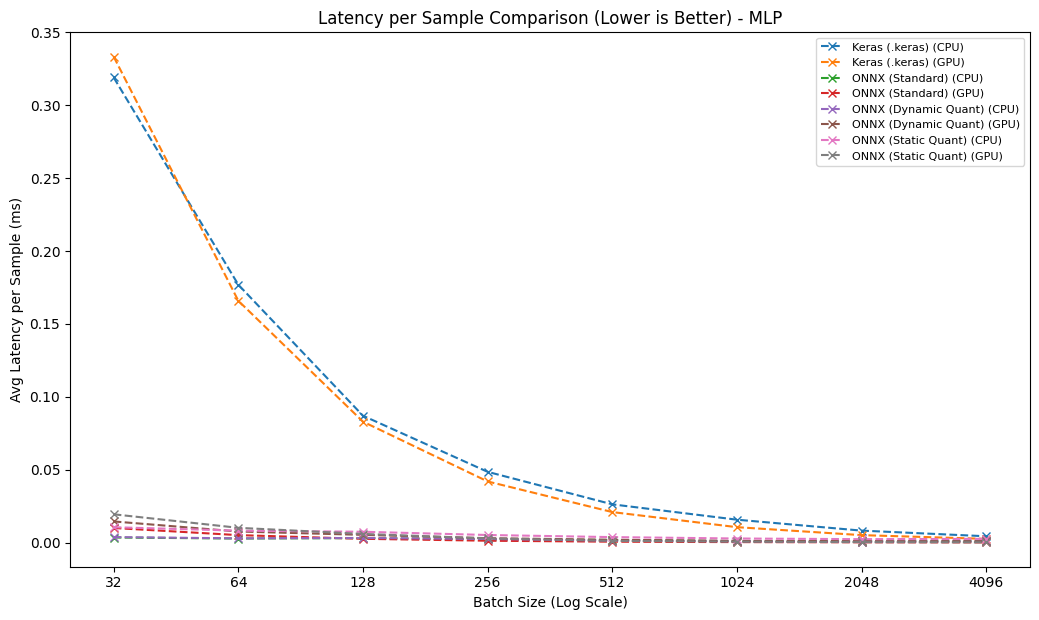 Latency per Sample Comparison (Lower is Better) - MLP
0.35
0.30
0.25
0.20
0.15
0.10
0.05
0.00
Avg Latency per Sample (ms)
Keras (.keras) (CPU)
Keras (.keras) (GPU)
ONNX (Standard) (CPU)
ONNX (Standard) (GPU)
ONNX (Dynamic Quant) (CPU)
ONNX (Dynamic Quant) (GPU)
ONNX (Static Quant) (CPU)
ONNX (Static Quant) (GPU)
32 64 128 256 512 1024 2048 4096
Batch Size (Log Scale)